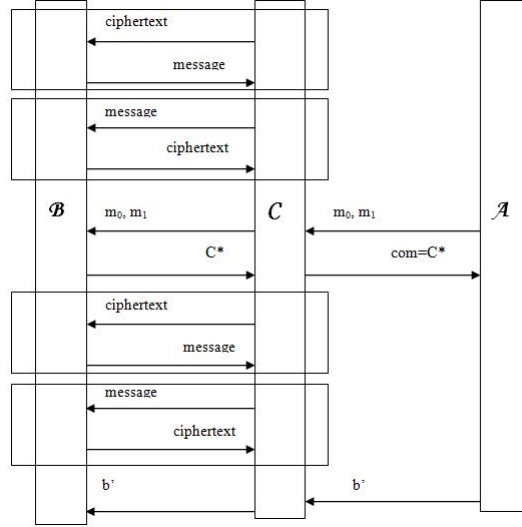 ciphertext
message
message
ciphertext
B m₀, m₁ C m₀, m₁ A
C* com=C*
ciphertext
message
message
ciphertext
b' b'